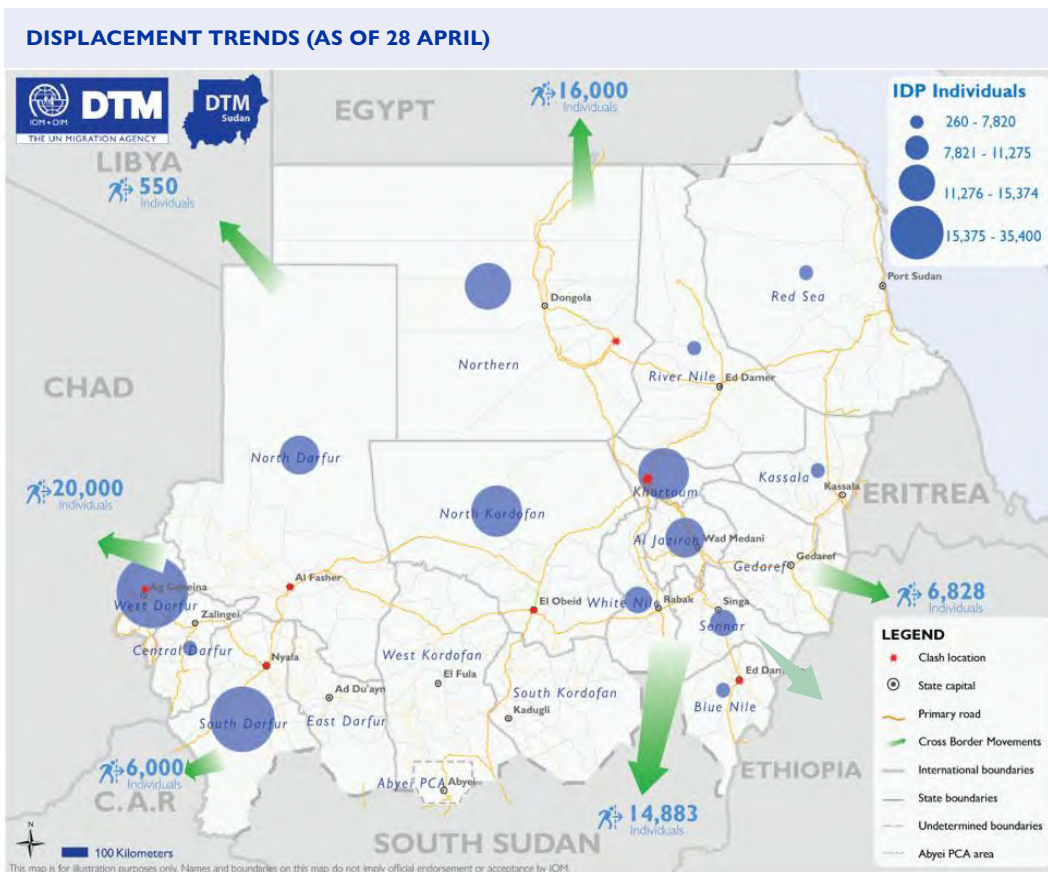 DISPLACEMENT TRENDS (AS OF 28 APRIL)
IOM • OIM
DTM
THE UN MIGRATION AGENCY
DTM
Sudan
EGYPT
16,000
Individuals
IDP Individuals
260 - 7,820
7,821 - 11,275
11,276 - 15,374
15,375 - 35,400
LIBYA
550
Individuals
Port Sudan
Red Sea
Dongola
Northern
River Nile
Ed Damer
CHAD
North Darfur
20,000
Individuals
North Kordofan
Khartoum
Kassala
Kassala
ERITREA
Al Jazirah
Wad Medani
Gedaref
Gedaref
6,828
Individuals
Ag Geneina
West Darfur
Al Fasher
Zalingei
El Obeid
White Nile
Rabak
Singa
Sennar
Central Darfur
Nyala
West Kordofan
El Fula
Ad Du'ayn
East Darfur
South Darfur
South Kordofan
Kadugli
Blue Nile
6,000
Individuals
C.A.R
Abyei PCA
Abyei
ETHIOPIA
14,883
Individuals
SOUTH SUDAN
LEGEND
Clash location
State capital
Primary road
Cross Border Movements
International boundaries
State boundaries
Undetermined boundaries
Abyei PCA area
N
100 Kilometers
This map is for illustration purposes only. Names and boundaries on this map do not imply official endorsement or acceptance by IOM.